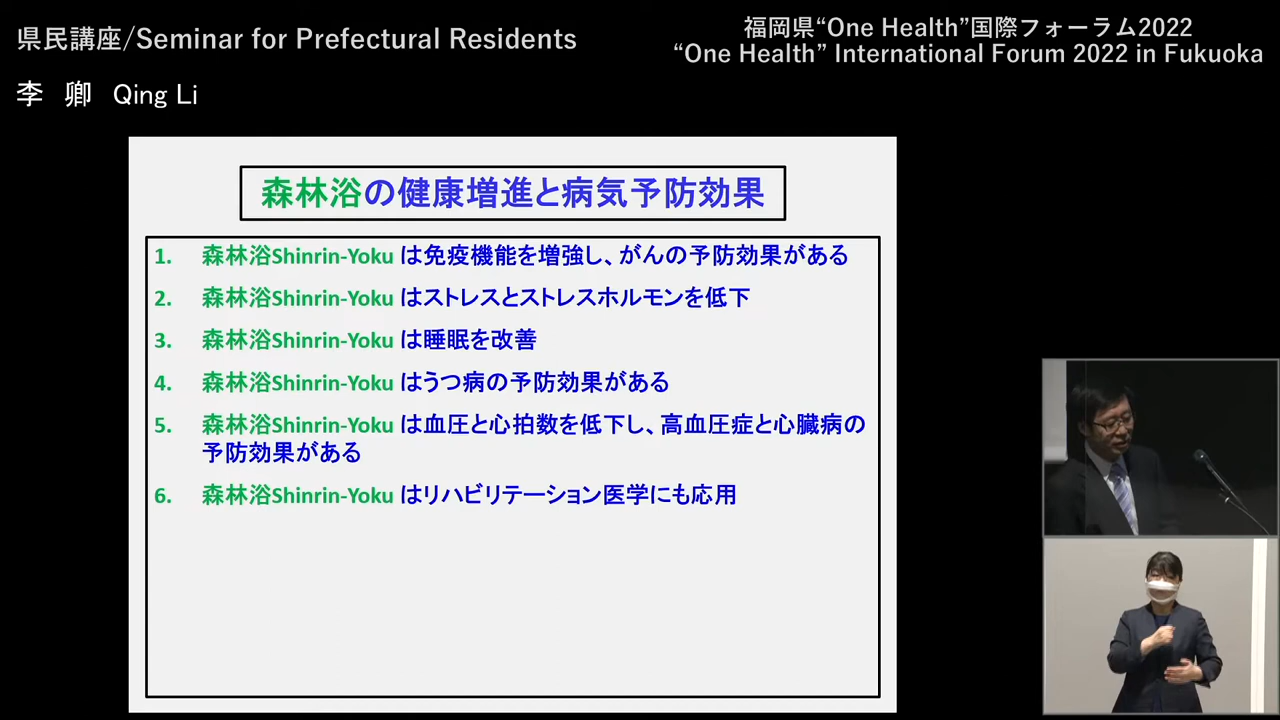 県民講座/Seminar for Prefectural Residents
福岡県“One Health”国際フォーラム2022
“One Health” International Forum 2022 in Fukuoka
李　卿　Qing Li
森林浴の健康増進と病気予防効果
1. 森林浴Shinrin-Yoku は免疫機能を増強し、がんの予防効果がある
2. 森林浴Shinrin-Yoku はストレスとストレスホルモンを低下
3. 森林浴Shinrin-Yoku は睡眠を改善
4. 森林浴Shinrin-Yoku はうつ病の予防効果がある
5. 森林浴Shinrin-Yoku は血圧と心拍数を低下し、高血圧症と心臓病の
予防効果がある
6. 森林浴Shinrin-Yoku はリハビリテーション医学にも応用